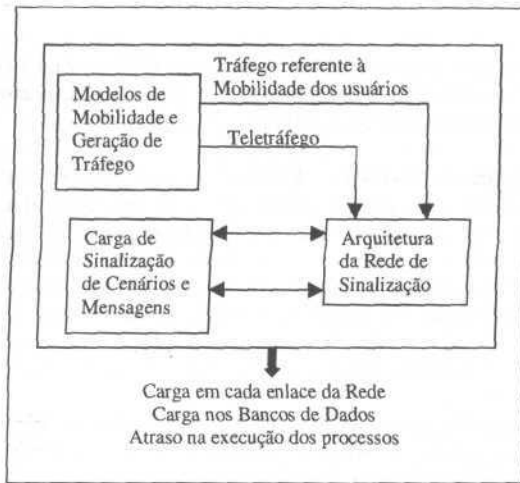 Tráfego referente à
Mobilidade dos usuários
Modelos de
Mobilidade e
Geração de
Tráfego
Teletráfego
Carga de
Sinalização
de Cenários e
Mensagens
Arquitetura
da Rede de
Sinalização
Carga em cada enlace da Rede
Carga nos Bancos de Dados
Atraso na execução dos processos